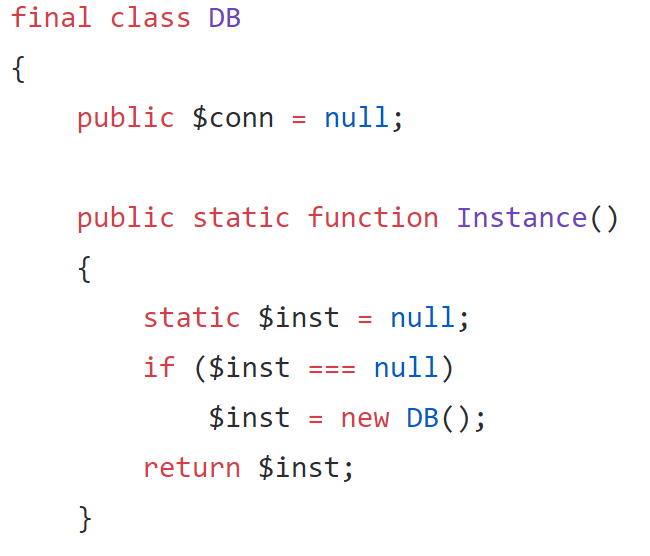 final class DB
{
    public $conn = null;

    public static function Instance()
    {
        static $inst = null;
        if ($inst === null)
            $inst = new DB();
        return $inst;
    }